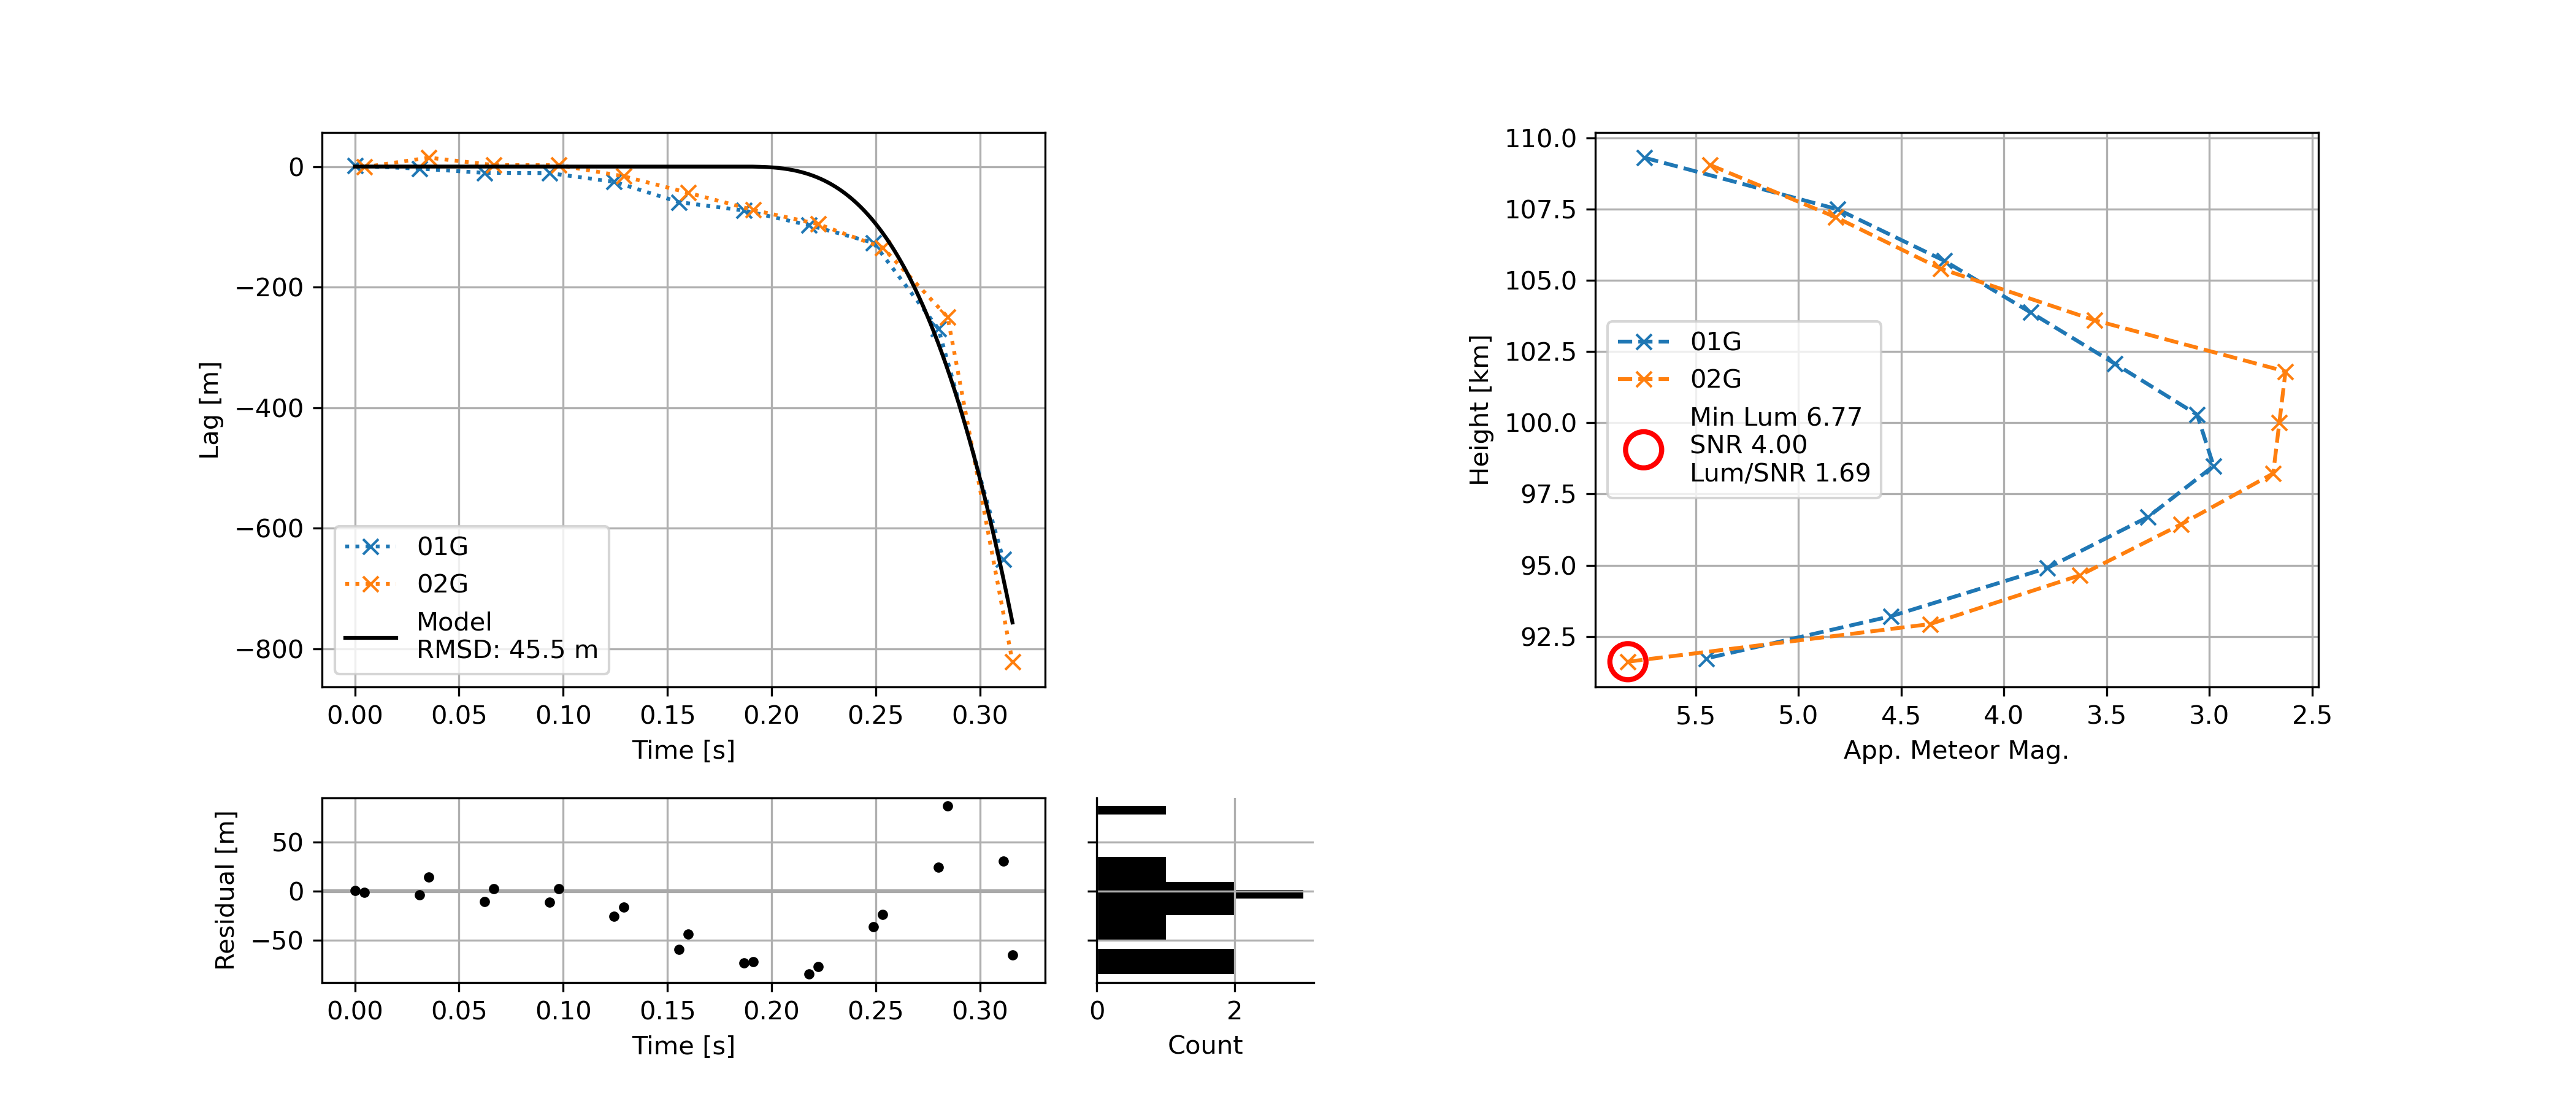 0
−200
−400
−600
−800
Lag [m]
01G
02G
Model
RMSD: 45.5 m
0.00 0.05 0.10 0.15 0.20 0.25 0.30
Time [s]
110.0
107.5
105.0
102.5
100.0
97.5
95.0
92.5
Height [km]
01G
02G
Min Lum 6.77
SNR 4.00
Lum/SNR 1.69
5.5 5.0 4.5 4.0 3.5 3.0 2.5
App. Meteor Mag.
50
0
−50
Residual [m]
0.00 0.05 0.10 0.15 0.20 0.25 0.30
Time [s]
0 2
Count